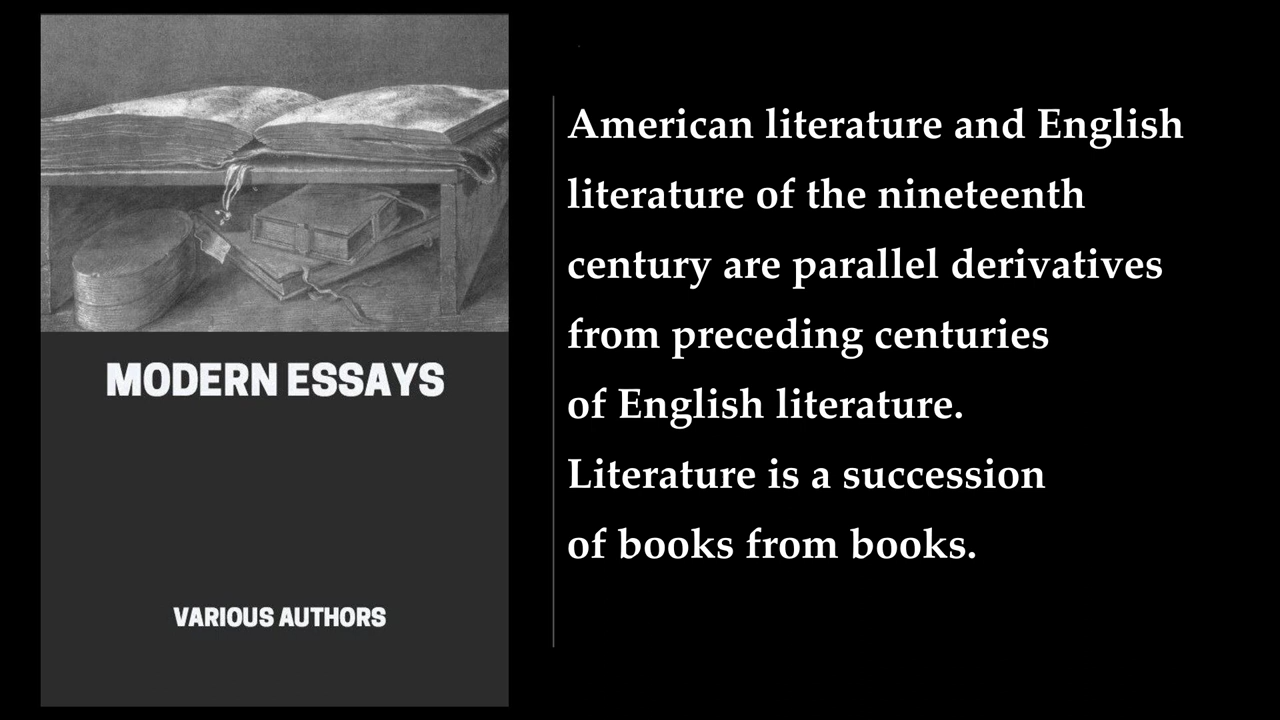 MODERN ESSAYS
VARIOUS AUTHORS
American literature and English
literature of the nineteenth
century are parallel derivatives
from preceding centuries
of English literature.
Literature is a succession
of books from books.